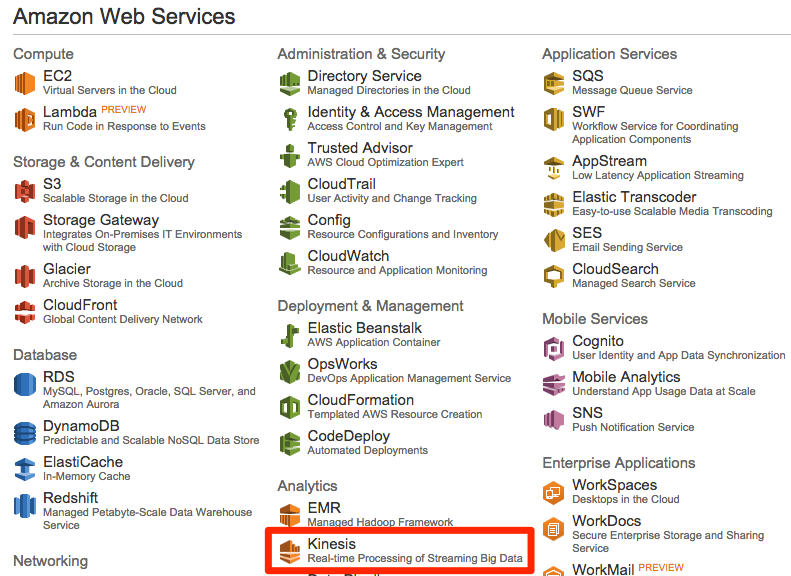 Amazon Web Services
Compute
EC2
Virtual Servers in the Cloud
Lambda PREVIEW
Run Code in Response to Events
Storage & Content Delivery
S3
Scalable Storage in the Cloud
Storage Gateway
Integrates On-Premises IT Environments
with Cloud Storage
Glacier
Archive Storage in the Cloud
CloudFront
Global Content Delivery Network
Database
RDS
MySQL, Postgres, Oracle, SQL Server, and
Amazon Aurora
DynamoDB
Predictable and Scalable NoSQL Data Store
ElastiCache
In-Memory Cache
Redshift
Managed Petabyte-Scale Data Warehouse
Service
Networking
Administration & Security
Directory Service
Managed Directories in the Cloud
Identity & Access Management
Access Control and Key Management
Trusted Advisor
AWS Cloud Optimization Expert
CloudTrail
User Activity and Change Tracking
Config
Resource Configurations and Inventory
CloudWatch
Resource and Application Monitoring
Deployment & Management
Elastic Beanstalk
AWS Application Container
OpsWorks
DevOps Application Management Service
CloudFormation
Templated AWS Resource Creation
CodeDeploy
Automated Deployments
Analytics
EMR
Managed Hadoop Framework
Kinesis
Real-time Processing of Streaming Big Data
Application Services
SQS
Message Queue Service
SWF
Workflow Service for Coordinating
Application Components
AppStream
Low Latency Application Streaming
Elastic Transcoder
Easy-to-use Scalable Media Transcoding
SES
Email Sending Service
CloudSearch
Managed Search Service
Mobile Services
Cognito
User Identity and App Data Synchronization
Mobile Analytics
Understand App Usage Data at Scale
SNS
Push Notification Service
Enterprise Applications
WorkSpaces
Desktops in the Cloud
WorkDocs
Secure Enterprise Storage and Sharing
Service
WorkMail PREVIEW